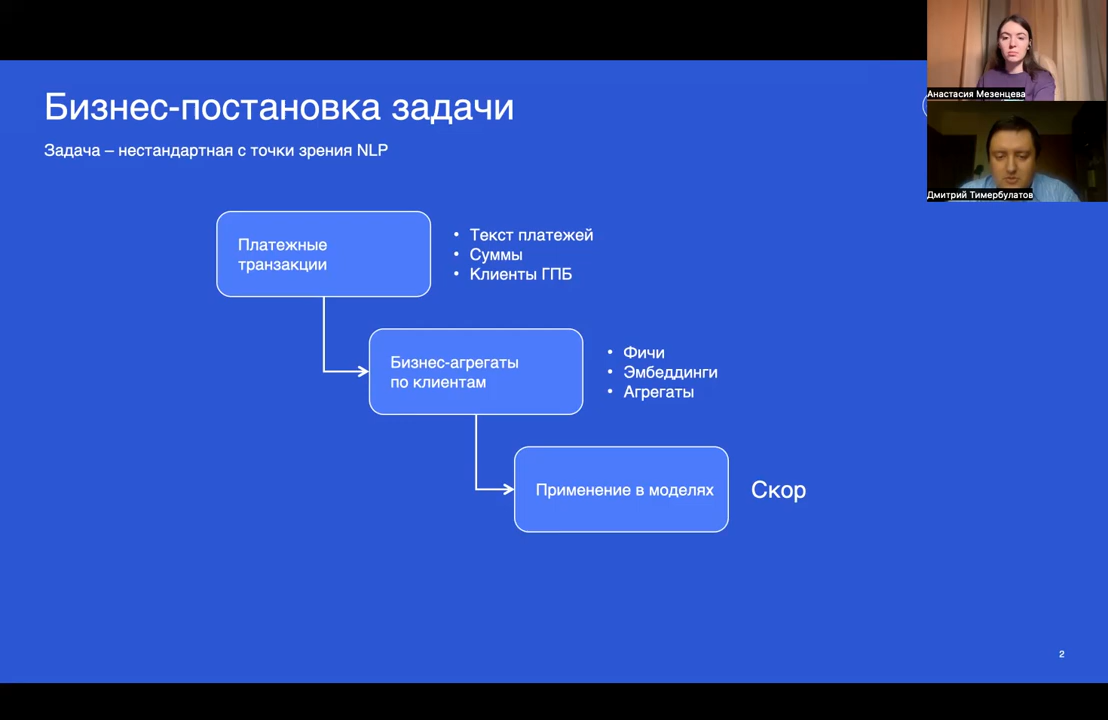 Бизнес-постановка задачи
Задача – нестандартная с точки зрения NLP
Платежные
транзакции
• Текст платежей
• Суммы
• Клиенты ГПБ
Бизнес-агрегаты
по клиентам
• Фичи
• Эмбеддинги
• Агрегаты
Применение в моделях
Скор
2
Анастасия Мезенцева
Дмитрий Тимербулатов